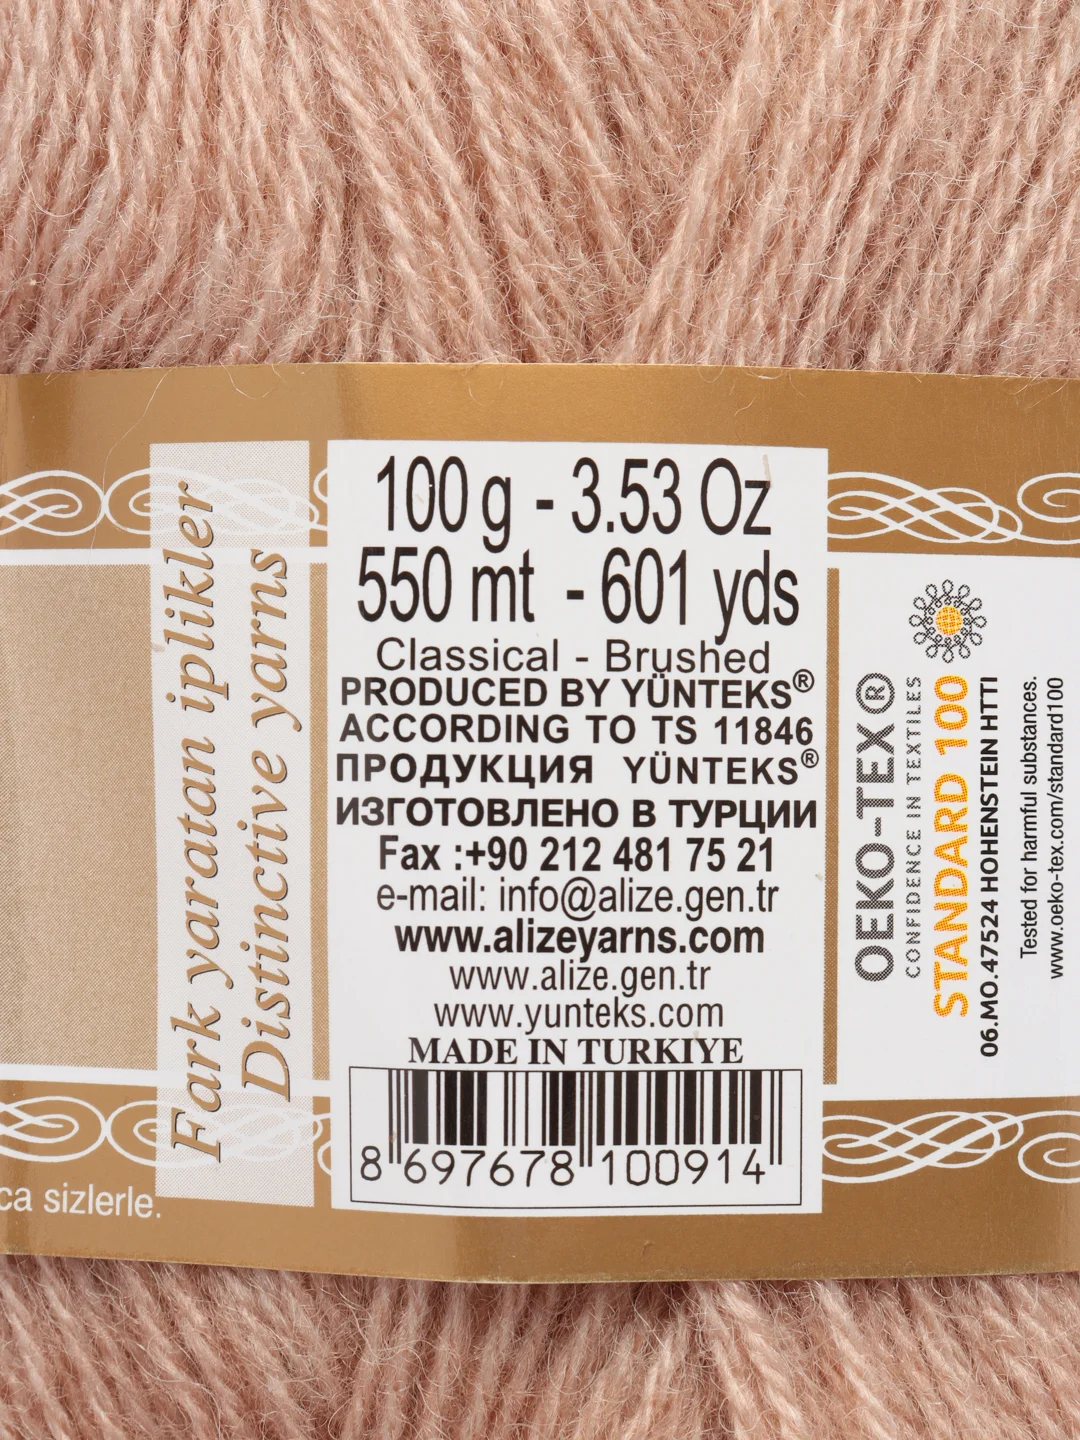 ca sizlerle.
Fark yaratan iplikler
Distinctive yarns
100 g - 3.53 Oz
550 mt - 601 yds
Classical - Brushed
PRODUCED BY YÜNTEKS®
ACCORDING TO TS 11846
ПРОДУКЦИЯ YÜNTEKS®
ИЗГОТОВЛЕНО В ТУРЦИИ
Fax :+90 212 481 75 21
e-mail: info@alize.gen.tr
www.alizeyarns.com
www.alize.gen.tr
www.yunteks.com
MADE IN TURKIYE
8 697678 100914
OEKO-TEX®
CONFIDENCE IN TEXTILES
STANDARD 100
06.MO.47524 HOHENSTEIN HTTI
Tested for harmful substances.
www.oeko-tex.com/standard100